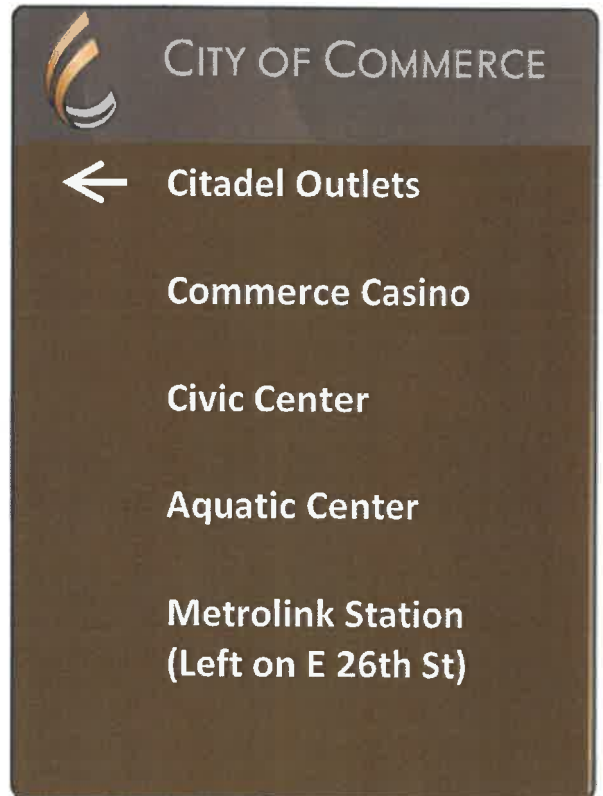 CITY OF COMMERCE
← Citadel Outlets
Commerce Casino
Civic Center
Aquatic Center
Metrolink Station
(Left on E 26th St)